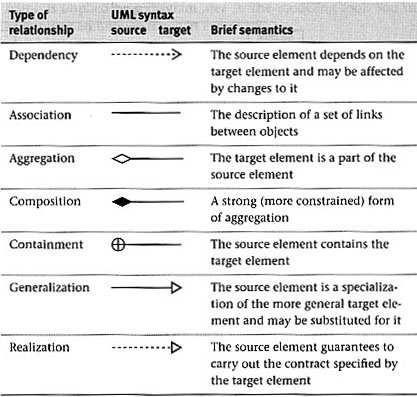 Type of relationship
UML syntax
source target
Brief semantics
Dependency
The source element depends on the
target element and may be affected
by changes to it
Association
The description of a set of links
between objects
Aggregation
The target element is a part of the
source element
Composition
A strong (more constrained) form
of aggregation
Containment
The source element contains the
target element
Generalization
The source element is a specializa-
tion of the more general target ele-
ment and may be substituted for it
Realization
The source element guarantees to
carry out the contract specified by
the target element